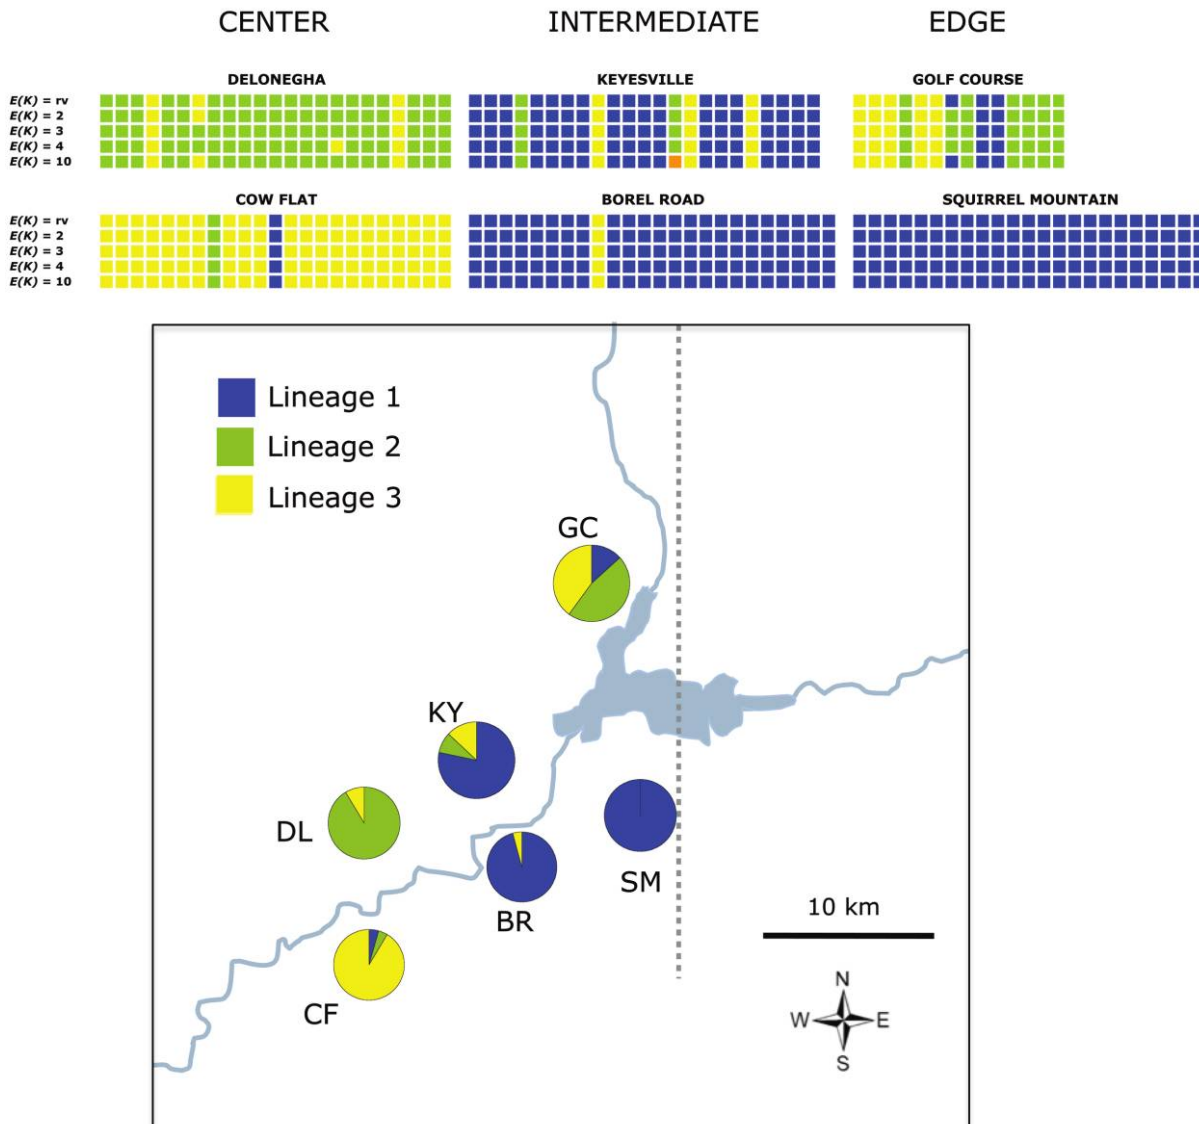 CENTER INTERMEDIATE EDGE
DELONEGHA KEYESVILLE GOLF COURSE
E(K) = rv
E(K) = 2
E(K) = 3
E(K) = 4
E(K) = 10
COW FLAT BOREL ROAD SQUIRREL MOUNTAIN
E(K) = rv
E(K) = 2
E(K) = 3
E(K) = 4
E(K) = 10
Lineage 1
Lineage 2
Lineage 3
GC
KY
DL
SM
BR
10 km
CF
N
W E
S